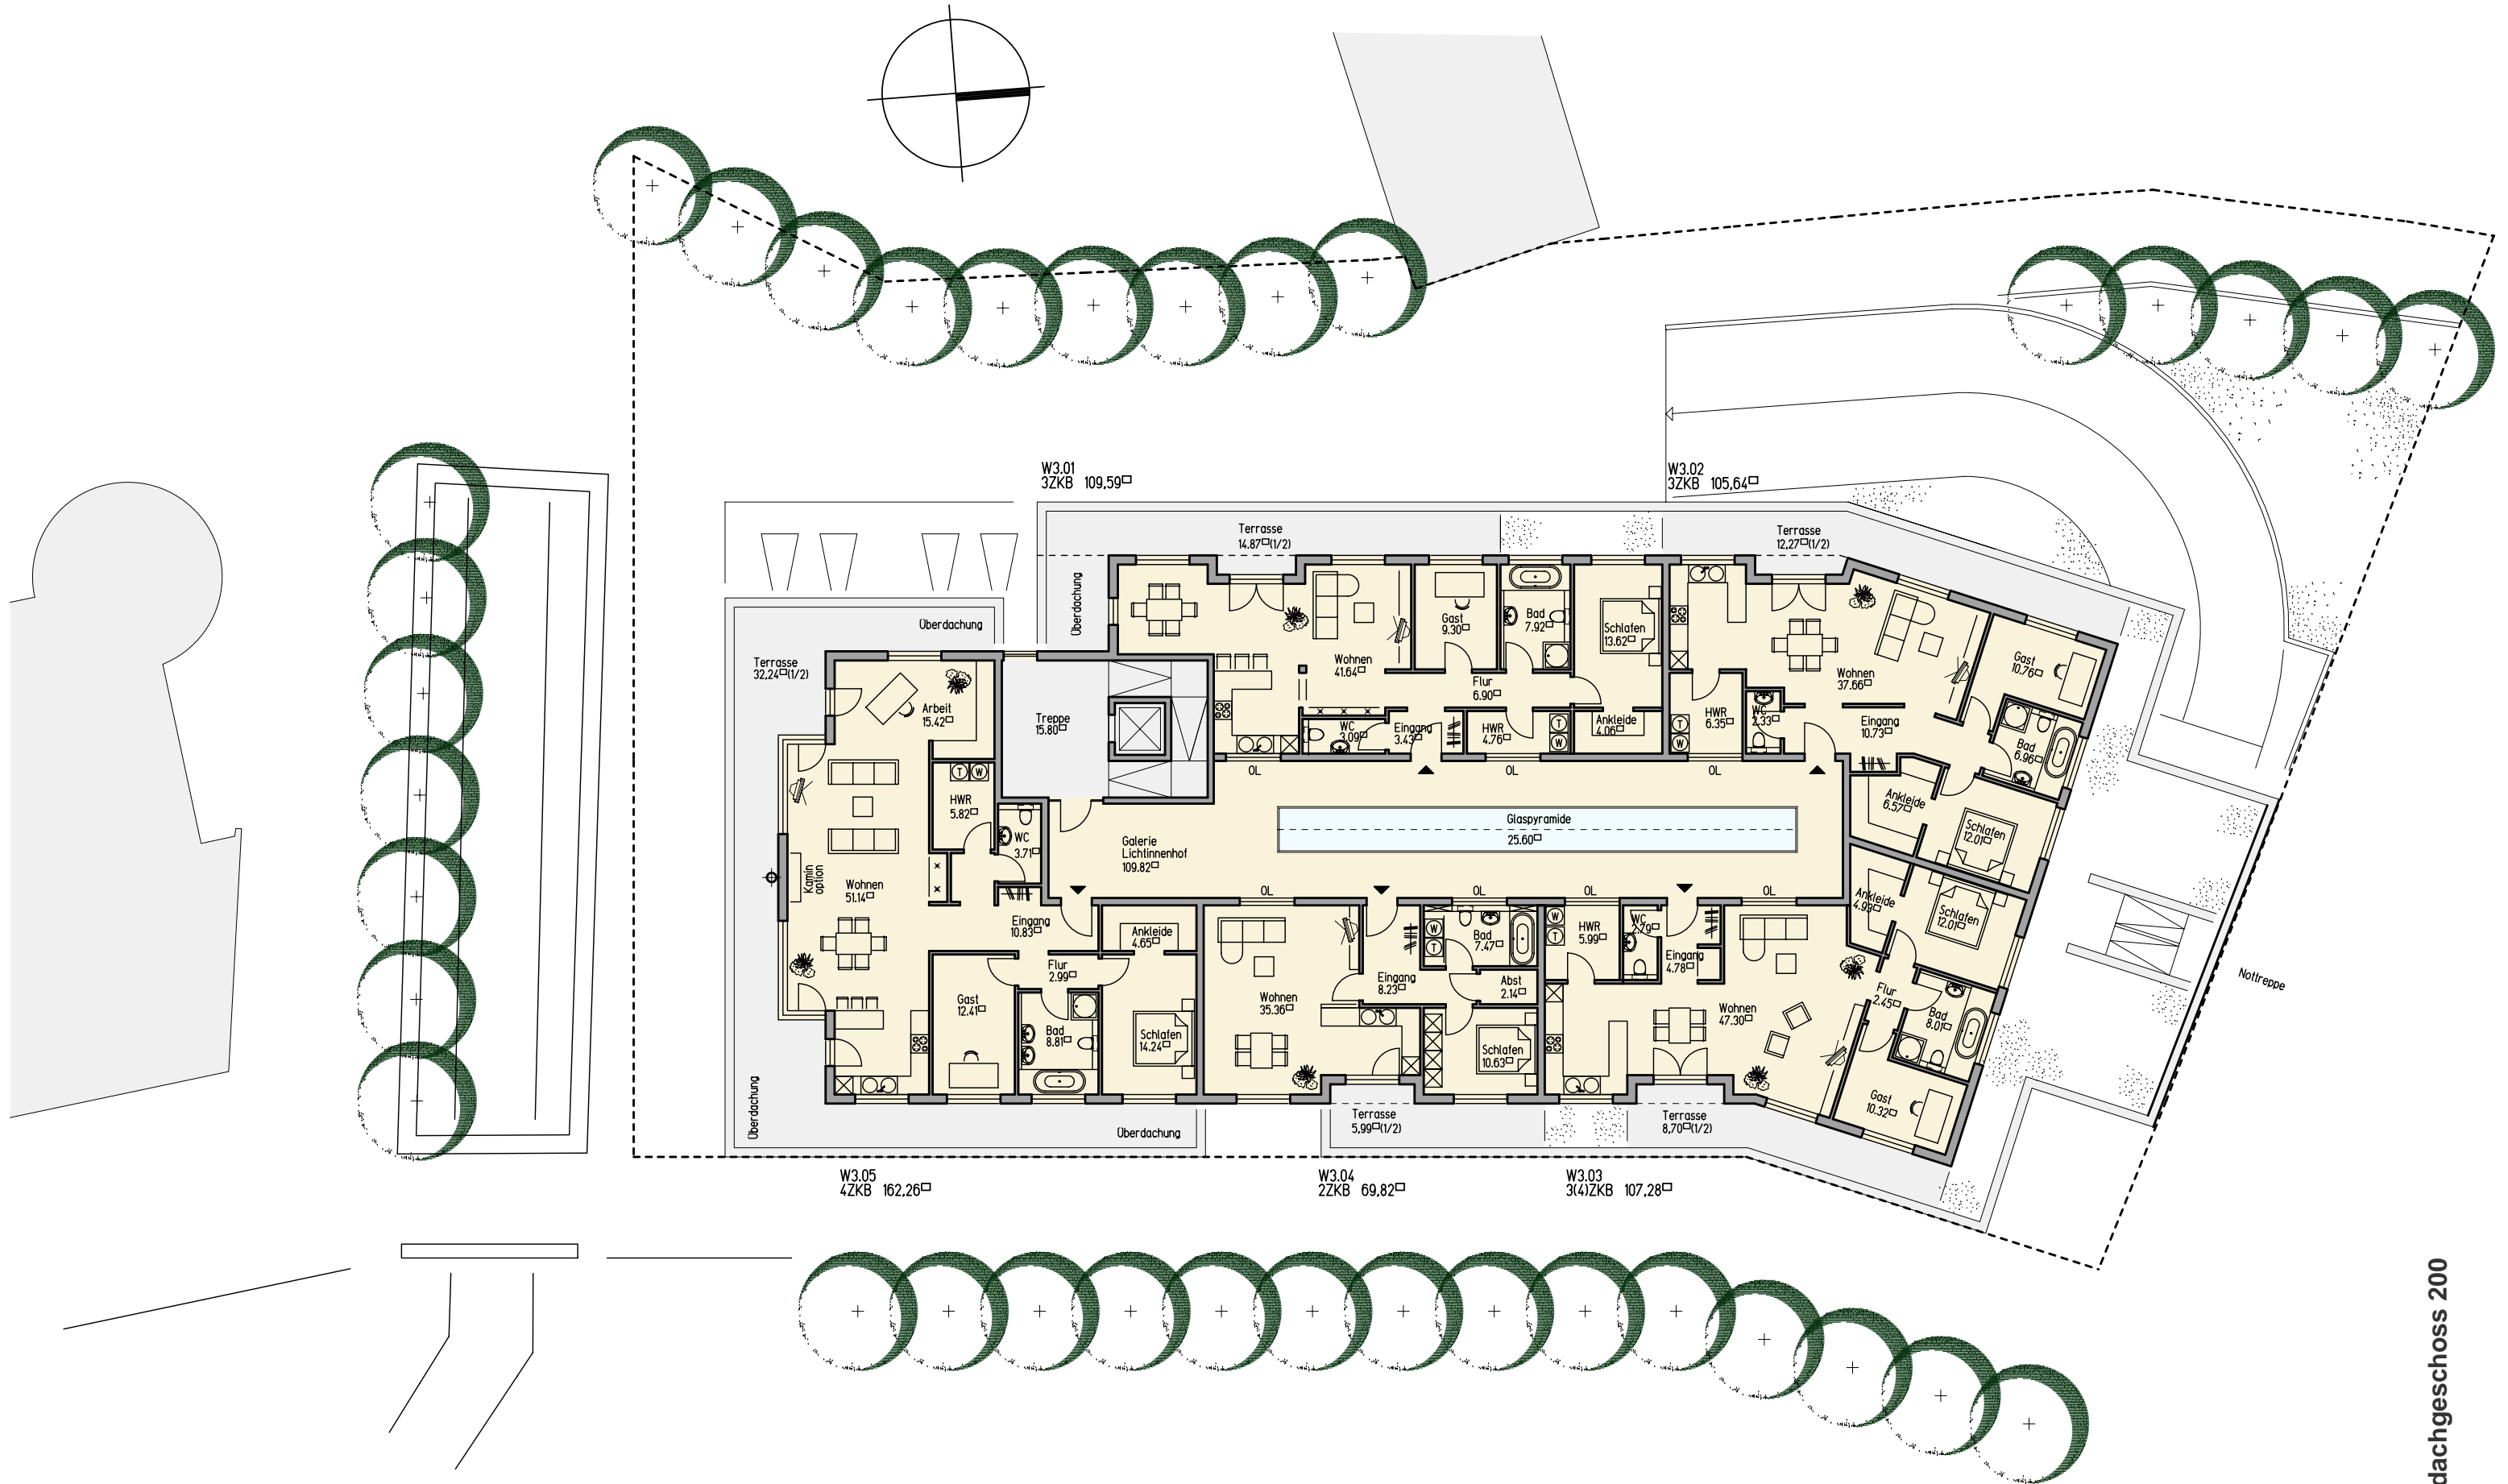 W3.01
3ZKB 109,59□
W3.02
3ZKB 105,64□
Terrasse
14.87□(1/2)
Terrasse
12,27□(1/2)
Überdachung
Überdachung
Terrasse
32,24□(1/2)
Arbeit
15.42□
Treppe
15.80□
Wohnen
41.64□
Gast
9.30□
Bad
7.92□
Schlafen
13.62□
Flur
6.90□
WC
3.09□
Eingang
3.43□
HWR
4.76□
Ankleide
4.06□
HWR
6.35□
WC
2.33□
Wohnen
37.66□
Eingang
10.73□
Gast
10.76□
Bad
6.96□
Ankleide
6.57□
Schlafen
12.01□
T
W
T
W
T
W
OL
OL
OL
HWR
5.82□
WC
3.71□
Galerie
Lichtinnenhof
109.82□
Glaspyramide
25.60□
Kamin
option
Wohnen
51.14□
Eingang
10.83□
Ankleide
4.65□
Flur
2.99□
Gast
12.41□
Bad
8.81□
Schlafen
14.24□
OL
OL
OL
OL
Wohnen
35.36□
Eingang
8.23□
W
T
Bad
7.47□
Abst
2.14□
Schlafen
10.63□
W
T
HWR
5.99□
WC
2.79□
Eingang
4.78□
Wohnen
47.30□
Ankleide
4.93□
Schlafen
12.01□
Flur
2.45□
Bad
8.01□
Gast
10.32□
Nottreppe
Überdachung
Überdachung
Terrasse
5,99□(1/2)
Terrasse
8,70□(1/2)
W3.05
4ZKB 162,26□
W3.04
2ZKB 69,82□
W3.03
3(4)ZKB 107,28□
dachgeschoss 200